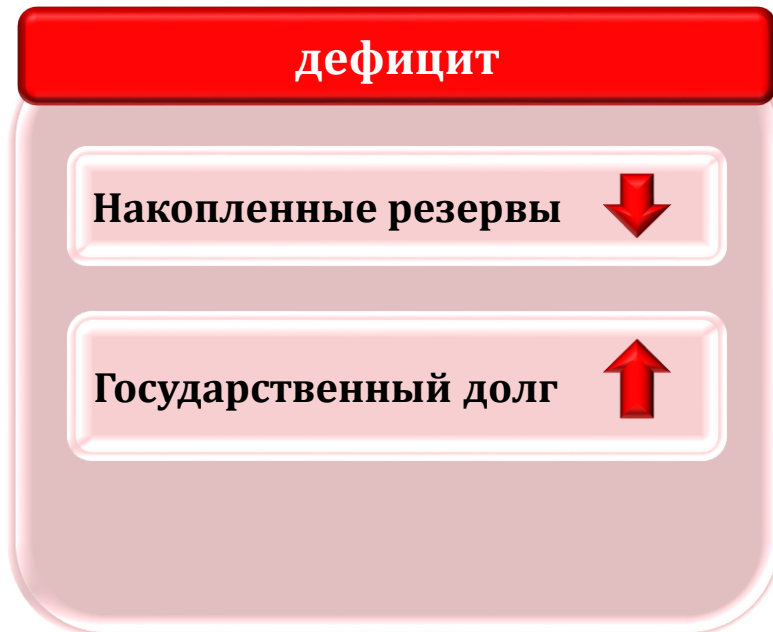 дефицит
Накопленные резервы
Государственный долг